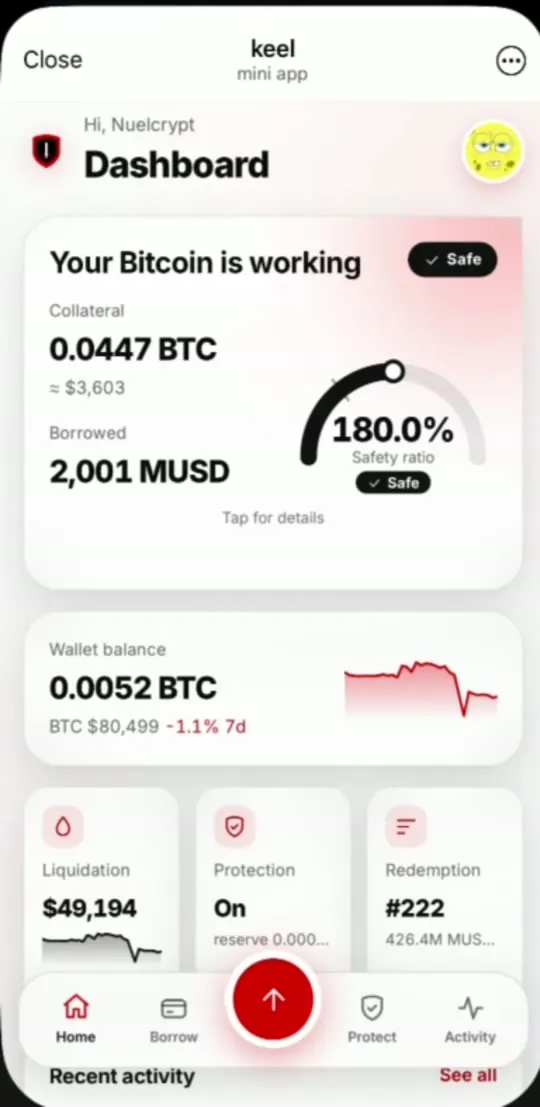 Close
keel
mini app
Hi, Nuelcrypt
Dashboard
Your Bitcoin is working
Safe
Collateral
0.0447 BTC
≈ $3,603
Borrowed
2,001 MUSD
180.0%
Safety ratio
Safe
Tap for details
Wallet balance
0.0052 BTC
BTC $80,499 -1.1% 7d
Liquidation
$49,194
Protection
On
reserve 0.000...
Redemption
#222
426.4M MUS...
Home
Borrow
Protect
Activity
Recent activity
See all